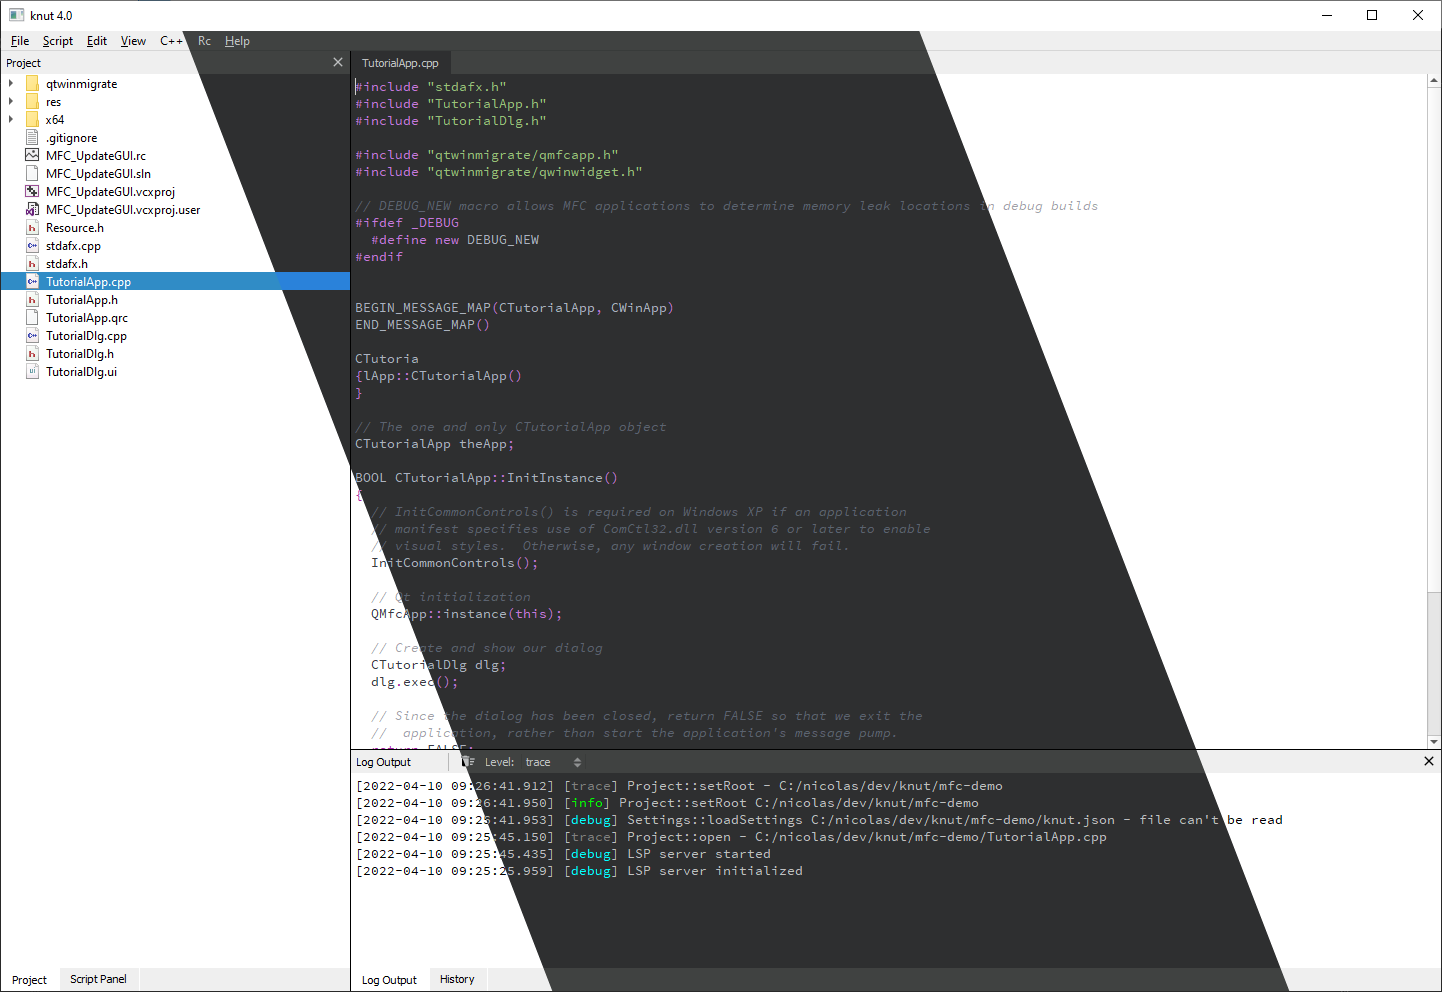 knut 4.0
File Script Edit View C++ Rc Help
Project
qtwinmigrate
res
x64
.gitignore
MFC_UpdateGUI.rc
MFC_UpdateGUI.sln
MFC_UpdateGUI.vcxproj
MFC_UpdateGUI.vcxproj.user
Resource.h
stdafx.cpp
stdafx.h
TutorialApp.cpp
TutorialApp.h
TutorialApp.qrc
TutorialDlg.cpp
TutorialDlg.h
TutorialDlg.ui
Project Script Panel
TutorialApp.cpp
#include "stdafx.h"
#include "TutorialApp.h"
#include "TutorialDlg.h"
#include "qtwinmigrate/qmfcapp.h"
#include "qtwinmigrate/qwinwidget.h"
// DEBUG_NEW macro allows MFC applications to determine memory leak locations in debug builds
#ifdef _DEBUG
#define new DEBUG_NEW
#endif
BEGIN_MESSAGE_MAP(CTutorialApp, CWinApp)
END_MESSAGE_MAP()
CTutoria
{lApp::CTutorialApp()
}
// The one and only CTutorialApp object
CTutorialApp theApp;
BOOL CTutorialApp::InitInstance()
{
// InitCommonControls() is required on Windows XP if an application
// manifest specifies use of ComCtl32.dll version 6 or later to enable
// visual styles.  Otherwise, any window creation will fail.
InitCommonControls();
// Qt initialization
QMfcApp::instance(this);
// Create and show our dialog
CTutorialDlg dlg;
dlg.exec();
// Since the dialog has been closed, return FALSE so that we exit the
//  application, rather than start the application's message pump.
return FALSE;
Log Output Level: trace
[2022-04-10 09:26:41.912] [trace] Project::setRoot - C:/nicolas/dev/knut/mfc-demo
[2022-04-10 09:26:41.950] [info] Project::setRoot C:/nicolas/dev/knut/mfc-demo
[2022-04-10 09:25:41.953] [debug] Settings::loadSettings C:/nicolas/dev/knut/mfc-demo/knut.json - file can't be read
[2022-04-10 09:25:45.150] [trace] Project::open - C:/nicolas/dev/knut/mfc-demo/TutorialApp.cpp
[2022-04-10 09:25:45.435] [debug] LSP server started
[2022-04-10 09:25:25.959] [debug] LSP server initialized
Log Output History